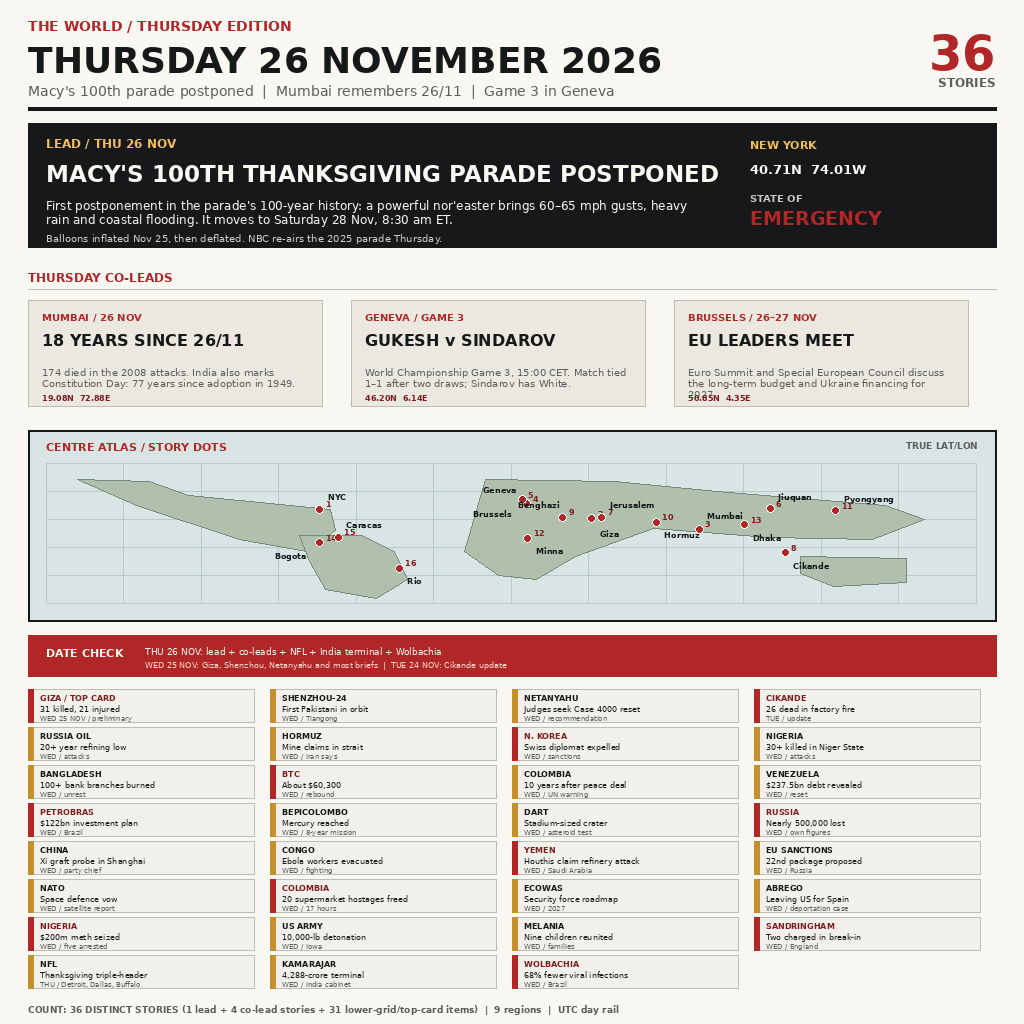 THE WORLD / THURSDAY EDITION
THURSDAY 26 NOVEMBER 2026
Macy's 100th parade postponed | Mumbai remembers 26/11 | Game 3 in Geneva
36
STORIES
LEAD / THU 26 NOV
MACY'S 100TH THANKSGIVING PARADE POSTPONED
First postponement in the parade's 100-year history: a powerful nor'easter brings 60–65 mph gusts, heavy
rain and coastal flooding. It moves to Saturday 28 Nov, 8:30 am ET.
Balloons inflated Nov 25, then deflated. NBC re-airs the 2025 parade Thursday.
NEW YORK
40.71N 74.01W
STATE OF
EMERGENCY
THURSDAY CO-LEADS
MUMBAI / 26 NOV
18 YEARS SINCE 26/11
174 died in the 2008 attacks. India also marks
Constitution Day: 77 years since adoption in 1949.
19.08N 72.88E
GENEVA / GAME 3
GUKESH v SINDAROV
World Championship Game 3, 15:00 CET. Match tied
1–1 after two draws; Sindarov has White.
46.20N 6.14E
BRUSSELS / 26–27 NOV
EU LEADERS MEET
Euro Summit and Special European Council discuss
the long-term budget and Ukraine financing for
2027.
50.85N 4.35E
CENTRE ATLAS / STORY DOTS
TRUE LAT/LON
NYC
1
Caracas
15
14
Bogota
16
Rio
Geneva
5
4
Benghazi
Brussels
9
Jerusalem
7
Giza
12
Minna
10
Hormuz
3
Mumbai
13
Dhaka
Jiuquan
6
Pyongyang
11
8
Cikande
DATE CHECK
THU 26 NOV: lead + co-leads + NFL + India terminal + Wolbachia
WED 25 NOV: Giza, Shenzhou, Netanyahu and most briefs | TUE 24 NOV: Cikande update
GIZA / TOP CARD
31 killed, 21 injured
WED 25 NOV / preliminary
SHENZHOU-24
First Pakistani in orbit
WED / Tiangong
NETANYAHU
Judges seek Case 4000 reset
WED / recommendation
CIKANDE
26 dead in factory fire
TUE / update
RUSSIA OIL
20+ year refining low
WED / attacks
HORMUZ
Mine claims in strait
WED / Iran says
N. KOREA
Swiss diplomat expelled
WED / sanctions
NIGERIA
30+ killed in Niger State
WED / attacks
BANGLADESH
100+ bank branches burned
WED / unrest
BTC
About $60,300
WED / rebound
COLOMBIA
10 years after peace deal
WED / UN warning
VENEZUELA
$237.5bn debt revealed
WED / reset
PETROBRAS
$122bn investment plan
WED / Brazil
BEPICOLOMBO
Mercury reached
WED / 8-year mission
DART
Stadium-sized crater
WED / asteroid test
RUSSIA
Nearly 500,000 lost
WED / own figures
CHINA
Xi graft probe in Shanghai
WED / party chief
CONGO
Ebola workers evacuated
WED / fighting
YEMEN
Houthis claim refinery attack
WED / Saudi Arabia
EU SANCTIONS
22nd package proposed
WED / Russia
NATO
Space defence vow
WED / satellite report
COLOMBIA
20 supermarket hostages freed
WED / 17 hours
ECOWAS
Security force roadmap
WED / 2027
ABREGO
Leaving US for Spain
WED / deportation case
NIGERIA
$200m meth seized
WED / five arrested
US ARMY
10,000-lb detonation
WED / Iowa
MELANIA
Nine children reunited
WED / families
SANDRINGHAM
Two charged in break-in
WED / England
NFL
Thanksgiving triple-header
THU / Detroit, Dallas, Buffalo
KAMARAJAR
4,288-crore terminal
WED / India cabinet
WOLBACHIA
68% fewer viral infections
WED / Brazil
COUNT: 36 DISTINCT STORIES (1 lead + 4 co-lead stories + 31 lower-grid/top-card items) | 9 regions | UTC day rail